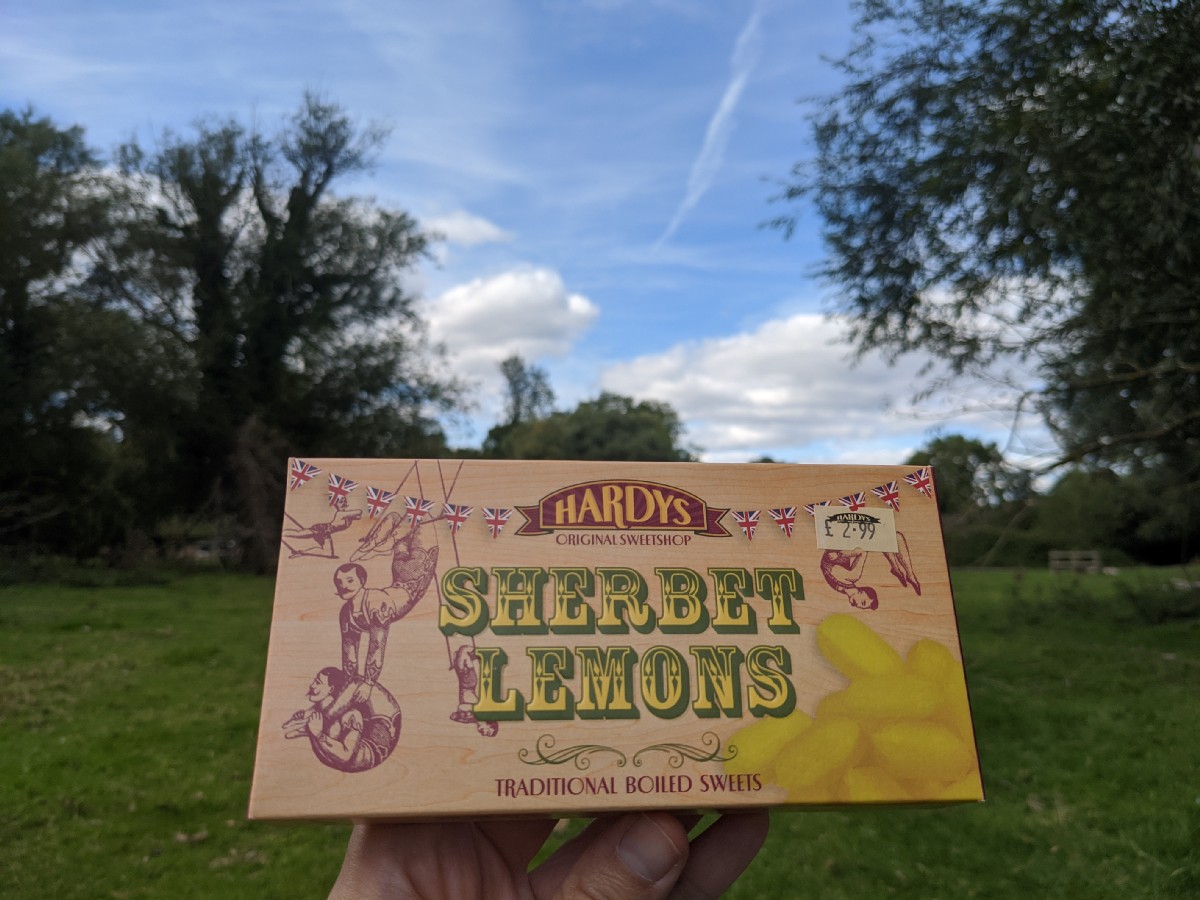 HARDYS
ORIGINAL SWEETSHOP
HARDYS
£ 2.99
SHERBET
LEMONS
TRADITIONAL BOILED SWEETS